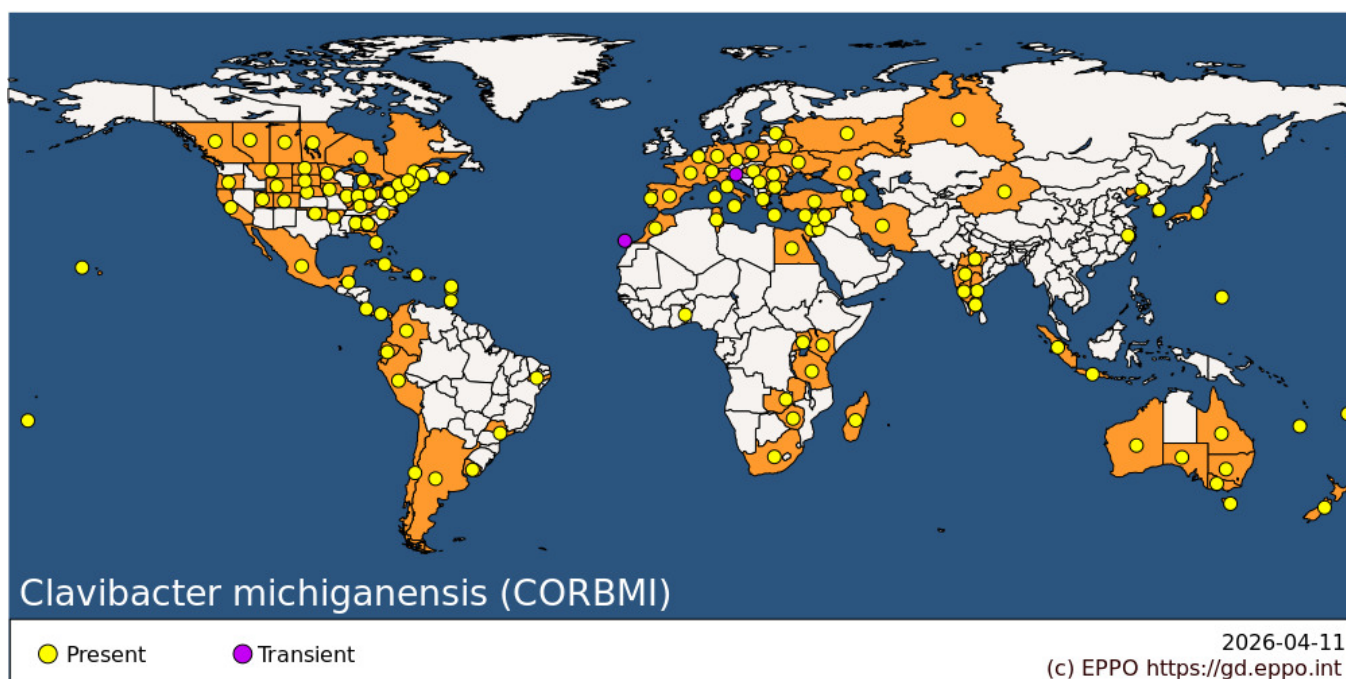 Clavibacter michiganensis (CORBMI)
Present
Transient
2026-04-11
(c) EPPO https://gd.eppo.int